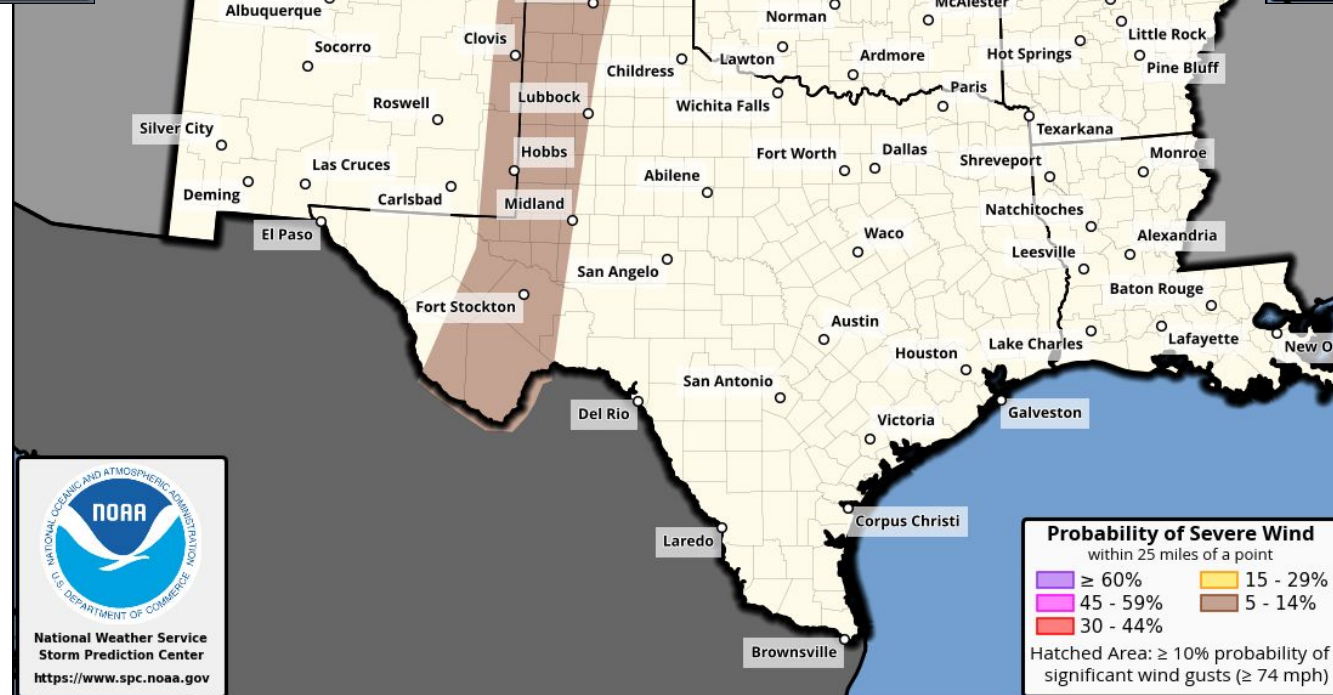 Albuquerque
Socorro
Clovis
Childress
Norman
McAlester
Lawton
Ardmore
Hot Springs
Little Rock
Pine Bluff
Roswell
Lubbock
Wichita Falls
Paris
Silver City
Texarkana
Las Cruces
Hobbs
Fort Worth
Dallas
Shreveport
Monroe
Deming
Carlsbad
Midland
Abilene
Natchitoches
El Paso
Waco
Alexandria
San Angelo
Leesville
Fort Stockton
Baton Rouge
Austin
Houston
Lake Charles
Lafayette
New O
San Antonio
Del Rio
Victoria
Galveston
Laredo
Corpus Christi
Brownsville
NATIONAL OCEANIC AND ATMOSPHERIC ADMINISTRATION
NOAA
U.S. DEPARTMENT OF COMMERCE
National Weather Service
Storm Prediction Center
https://www.spc.noaa.gov
Probability of Severe Wind
within 25 miles of a point
≥ 60% 15 - 29%
45 - 59% 5 - 14%
30 - 44%
Hatched Area: ≥ 10% probability of
significant wind gusts (≥ 74 mph)